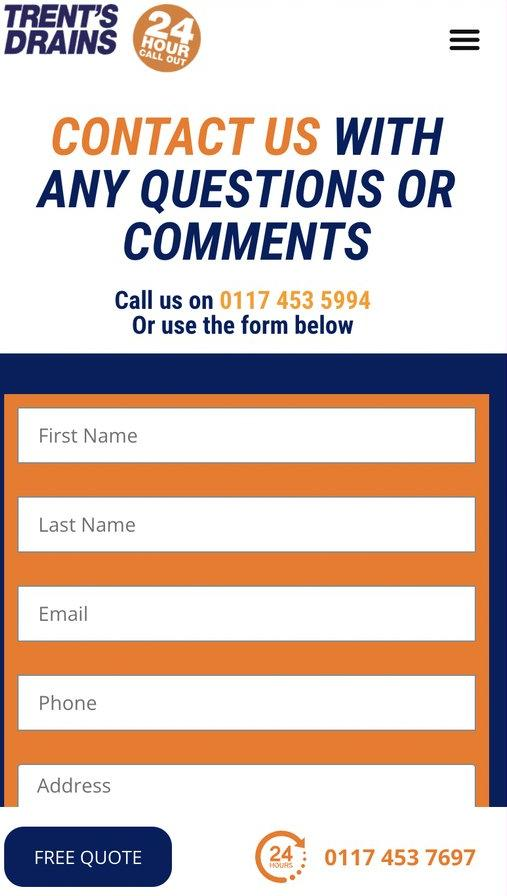 TRENT'S
DRAINS
24
HOUR
CALL OUT
CONTACT US WITH
ANY QUESTIONS OR
COMMENTS
Call us on 0117 453 5994
Or use the form below
First Name
Last Name
Email
Phone
Address
FREE QUOTE
24
HOURS
0117 453 7697